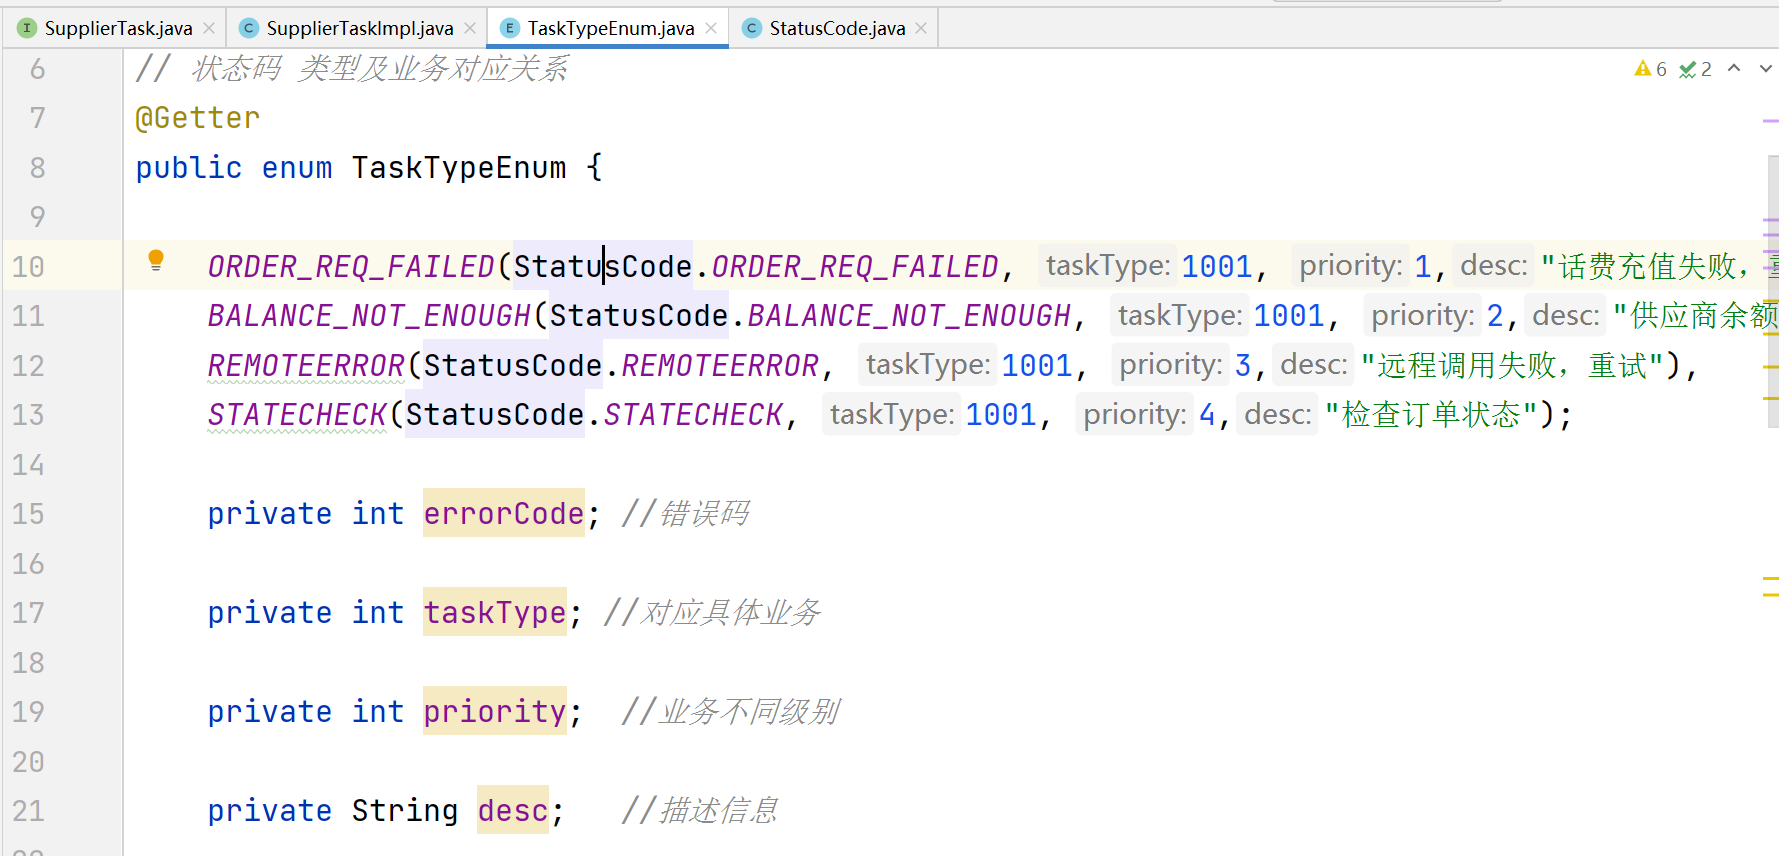 I SupplierTask.java C SupplierTaskImpl.java E TaskTypeEnum.java C StatusCode.java
6 // 状态码 类型及业务对应关系 6 2
7 @Getter
8 public enum TaskTypeEnum {
9
10 ORDER_REQ_FAILED(StatusCode.ORDER_REQ_FAILED, taskType: 1001, priority: 1, desc: "话费充值失败，重
11 BALANCE_NOT_ENOUGH(StatusCode.BALANCE_NOT_ENOUGH, taskType: 1001, priority: 2, desc: "供应商余额
12 REMOTEERROR(StatusCode.REMOTEERROR, taskType: 1001, priority: 3, desc: "远程调用失败，重试"),
13 STATECHECK(StatusCode.STATECHECK, taskType: 1001, priority: 4, desc: "检查订单状态");
14
15 private int errorCode; //错误码
16
17 private int taskType; //对应具体业务
18
19 private int priority; //业务不同级别
20
21 private String desc; //描述信息